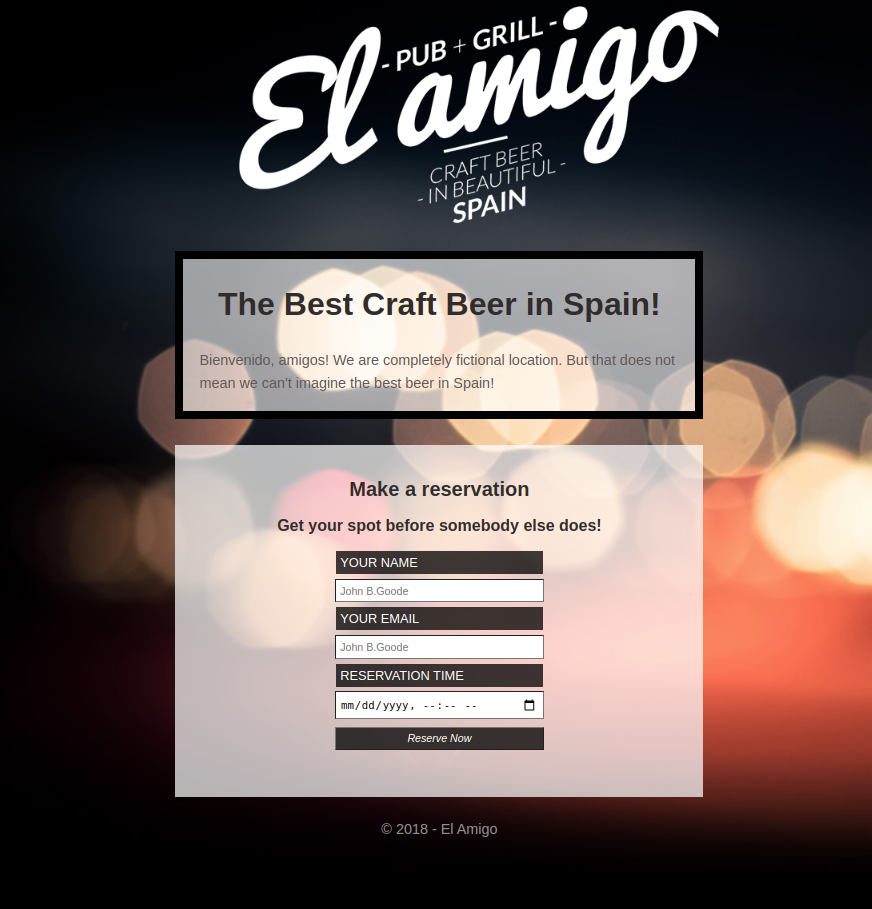 - PUB + GRILL -
El amigo
CRAFT BEER
- IN BEAUTIFUL -
SPAIN
The Best Craft Beer in Spain!
Bienvenido, amigos! We are completely fictional location. But that does not
mean we can't imagine the best beer in Spain!
Make a reservation
Get your spot before somebody else does!
YOUR NAME
John B.Goode
YOUR EMAIL
John B.Goode
RESERVATION TIME
mm/dd/yyyy, --:-- --
Reserve Now
© 2018 - El Amigo